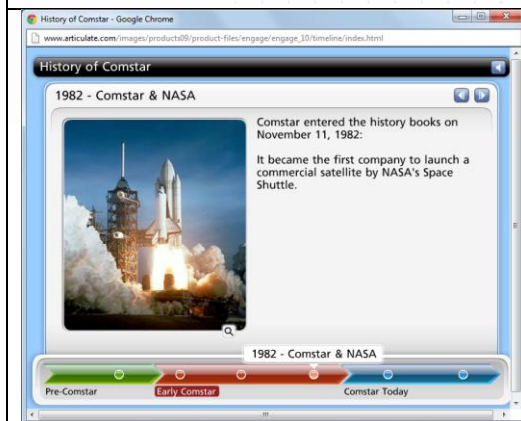 History of Comstar - Google Chrome
www.articulate.com/images/products09/product-files/engage/engage_10/timeline/index.html
History of Comstar
1982 - Comstar & NASA
Comstar entered the history books on
November 11, 1982:
It became the first company to launch a
commercial satellite by NASA's Space
Shuttle.
1982 - Comstar & NASA
Pre-Comstar
Early Comstar
Comstar Today